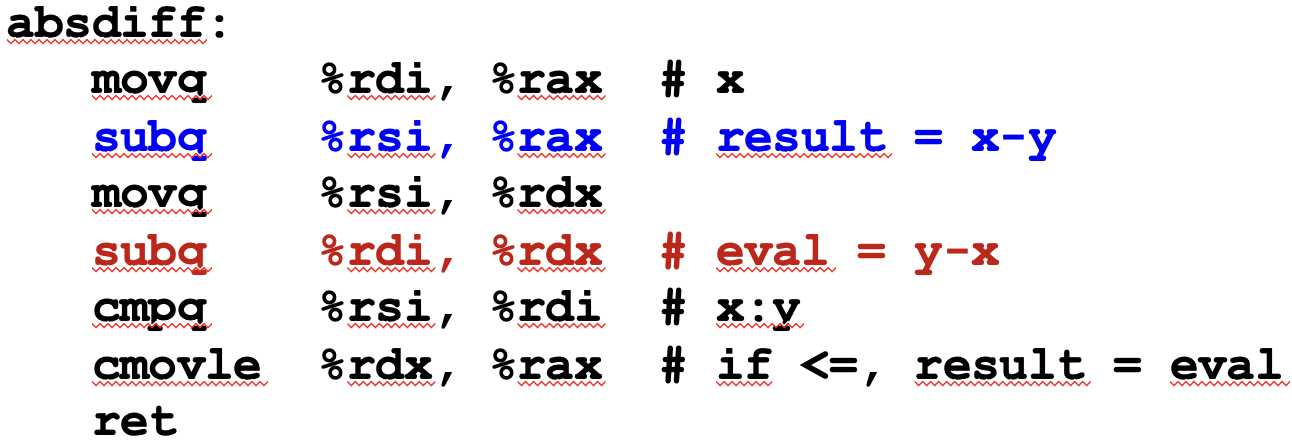 absdiff:
movq %rdi, %rax # x
subq %rsi, %rax # result = x-y
movq %rsi, %rdx
subq %rdi, %rdx # eval = y-x
cmpq %rsi, %rdi # x:y
cmovle %rdx, %rax # if <=, result = eval
ret